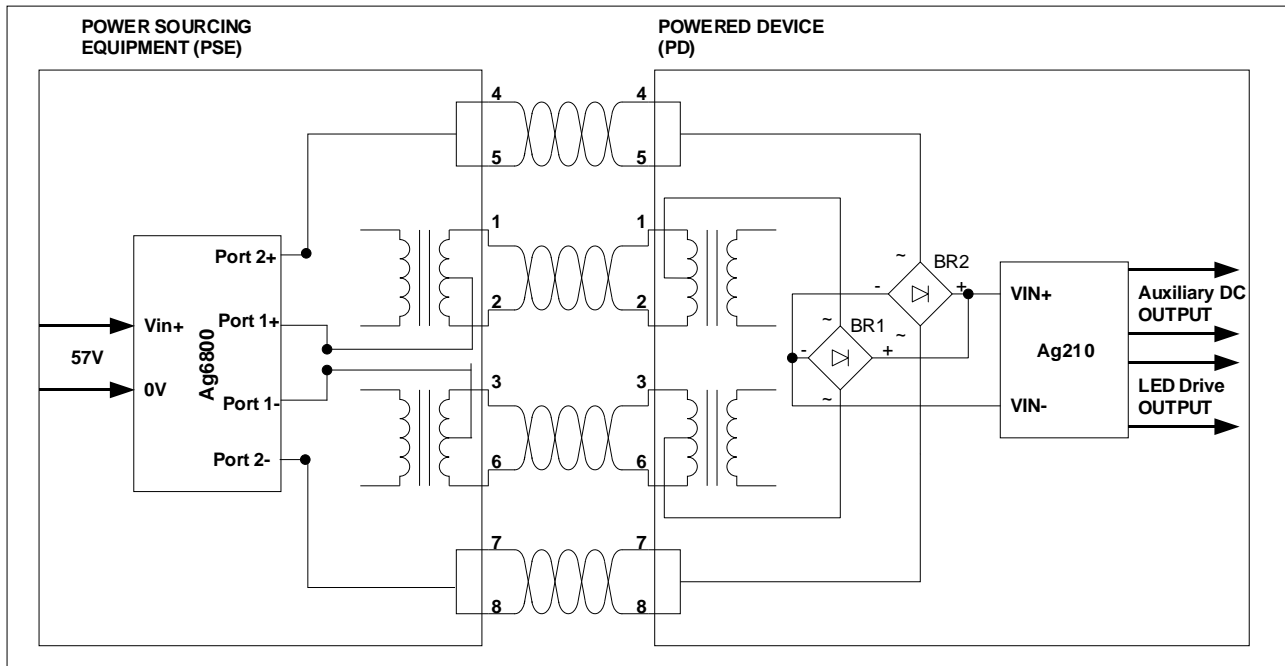 POWER SOURCING
EQUIPMENT (PSE)
POWERED DEVICE
(PD)
4
4
5
5
1
1
2
2
3
3
6
6
7
7
8
8
57V
Vin+
0V
Ag6800
Port 2+
Port 1+
Port 1-
Port 2-
~
BR2
-
+
~
~
BR1
-
+
~
VIN+
VIN-
Ag210
Auxiliary DC
OUTPUT
LED Drive
OUTPUT